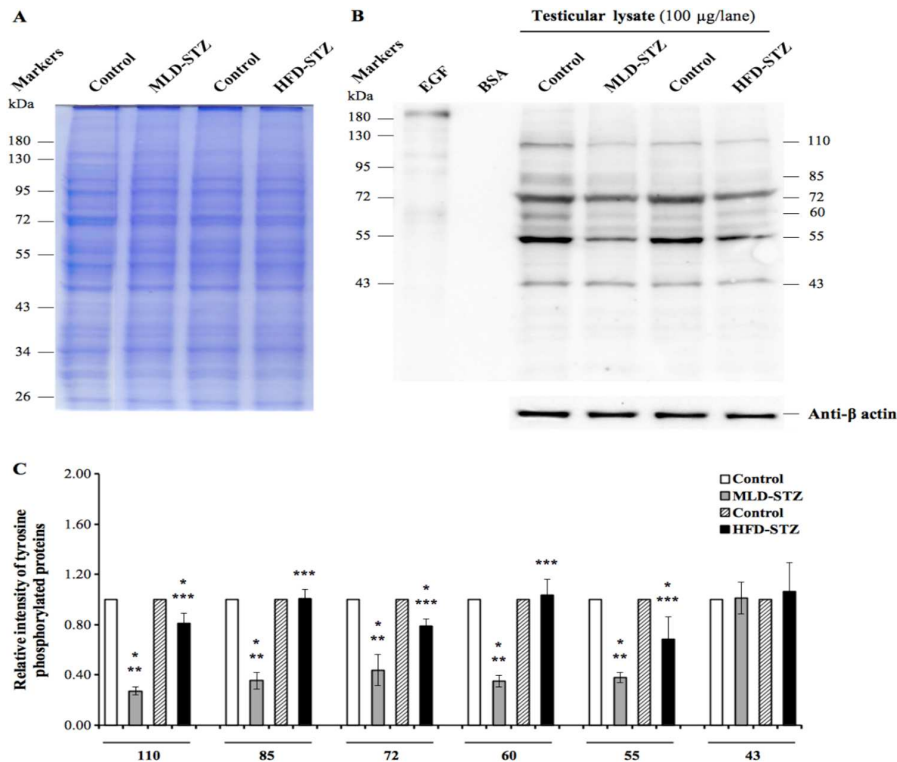 A
Markers
Control
MLD-STZ
Control
HFD-STZ
kDa
180
130
95
72
55
43
34
26
B
Testicular lysate (100 µg/lane)
Markers
EGF
BSA
Control
MLD-STZ
Control
HFD-STZ
kDa
180
130
95
72
55
43
110
85
72
60
55
43
Anti-β actin
C
Relative intensity of tyrosine
phosphorylated proteins
2.00
1.60
1.20
0.80
0.40
0.00
Control
MLD-STZ
Control
HFD-STZ
*
**
*
***
*
**
***
*
**
*
***
*
**
***
*
**
*
***
110
85
72
60
55
43